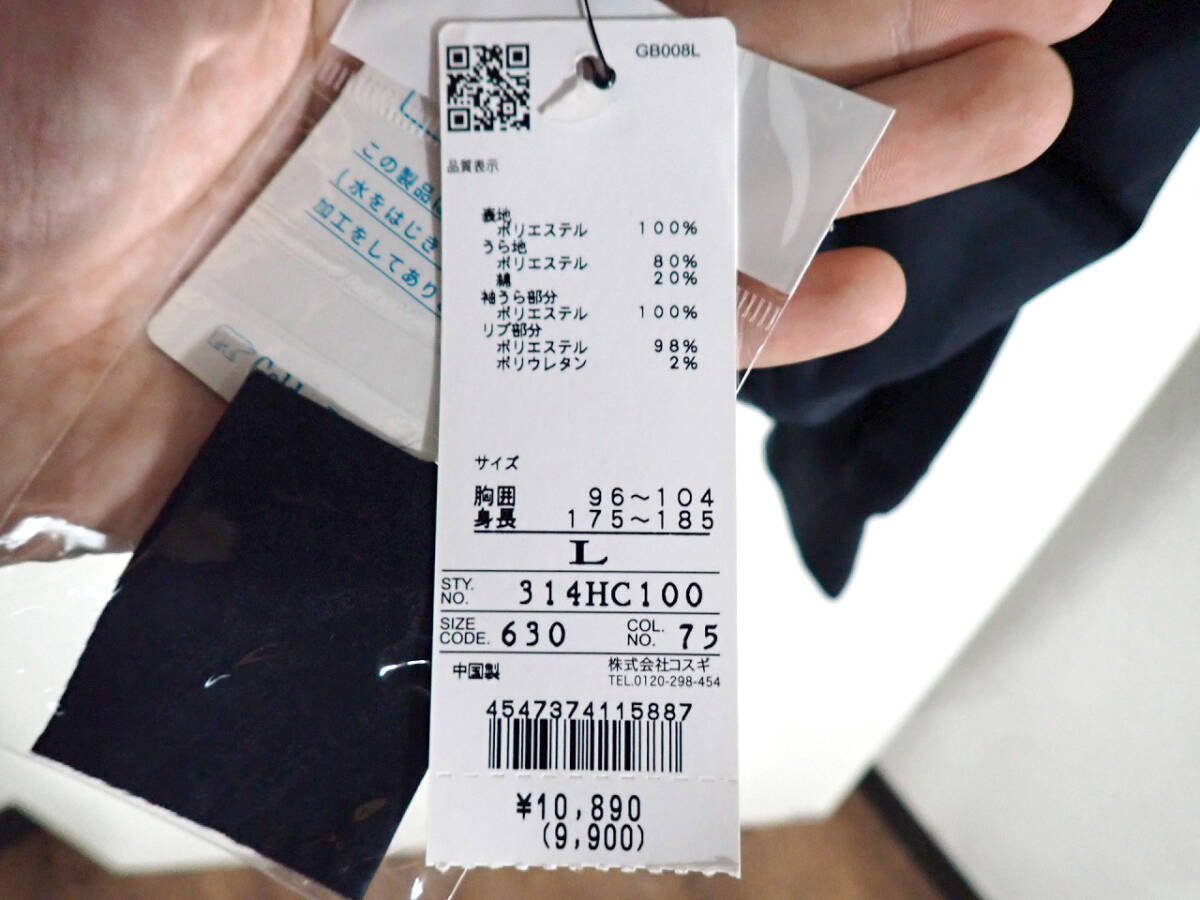 GB008L
品質表示
表地
ポリエステル 100%
うら地
ポリエステル 80%
綿 20%
袖うら部分
ポリエステル 100%
リブ部分
ポリエステル 98%
ポリウレタン 2%
サイズ
胸囲 96~104
身長 175~185
L
STY. NO. 314HC100
SIZE CODE. 630 COL. NO. 75
中国製 株式会社コスギ
TEL.0120-298-454
4547374115887
¥10,890
(9,900)
この製品に
(水をはじき
加工をしてあり